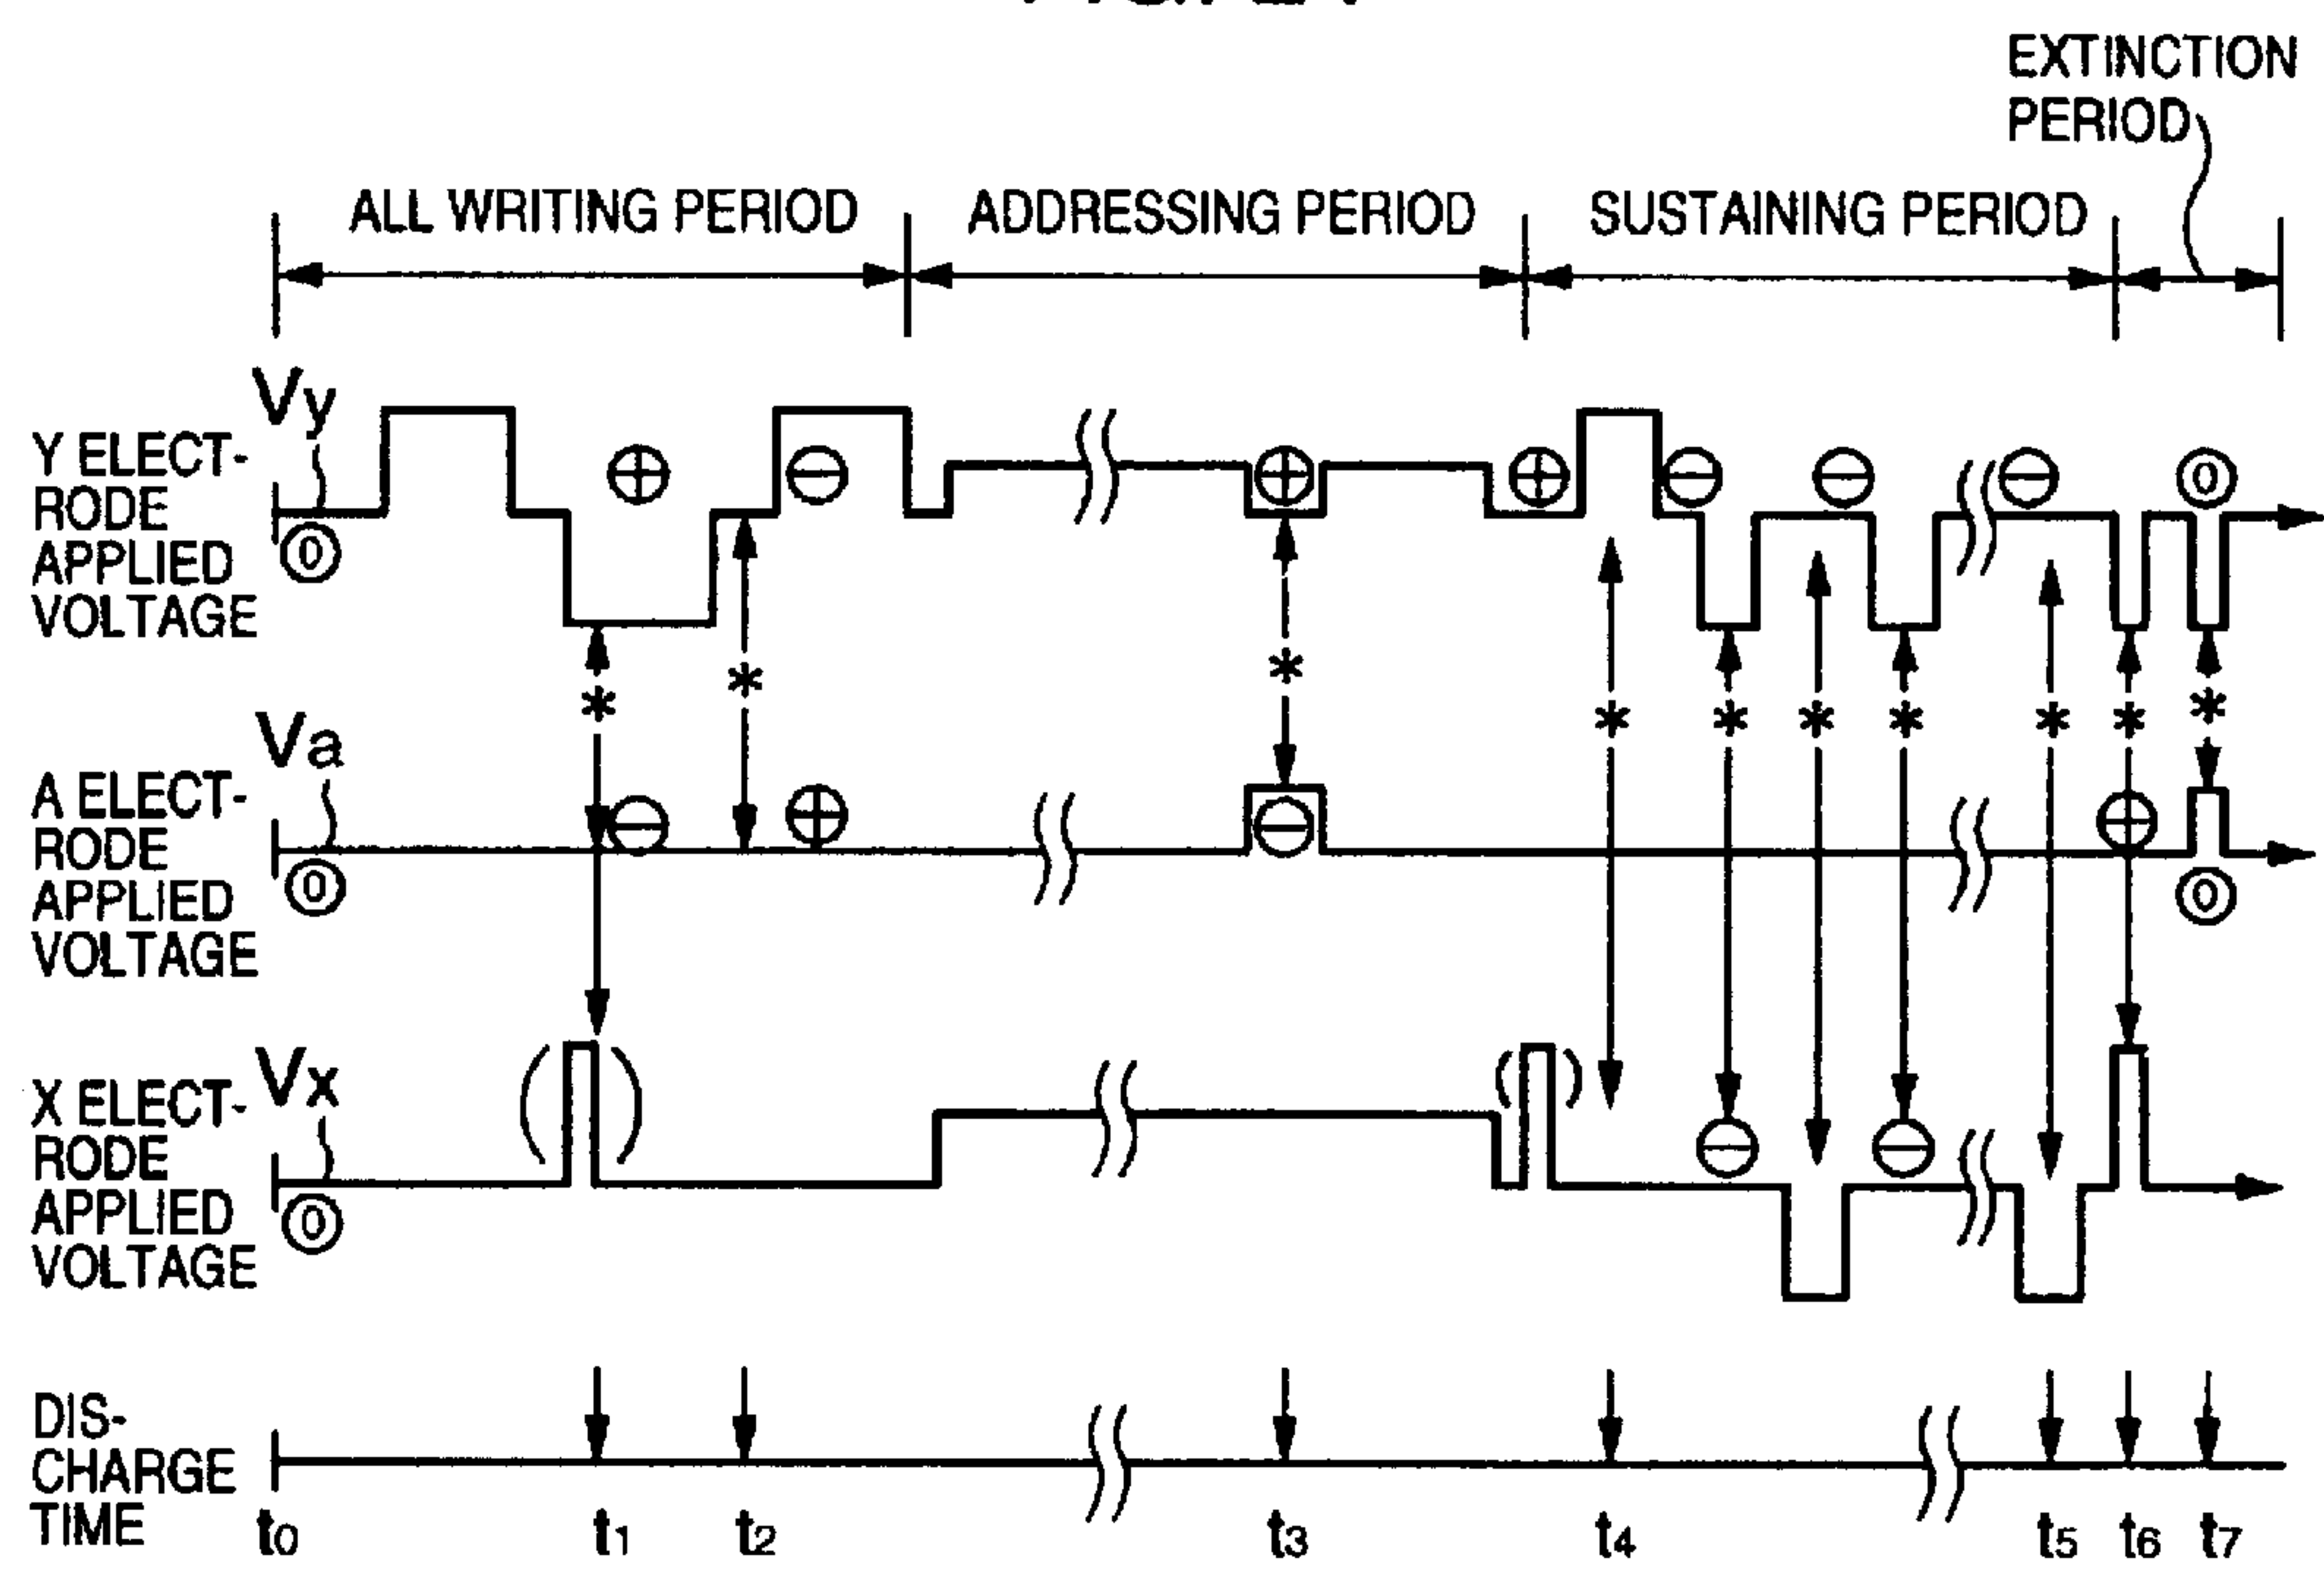 EXTINCTION
PERIOD
ALL WRITING PERIOD
ADDRESSING PERIOD
SUSTAINING PERIOD
Vy
Y ELECT-
RODE
APPLIED
VOLTAGE
⊕
⊖
⊕
⊕
⊖
⊖
⊖
0
0
*
*
*
*
*
*
*
*
*
*
Va
A ELECT-
RODE
APPLIED
VOLTAGE
⊖
⊕
⊖
⊕
0
0
Vx
X ELECT-
RODE
APPLIED
VOLTAGE
( )
( )
⊖
⊖
0
DIS-
CHARGE
TIME
t0
t1
t2
t3
t4
t5
t6
t7